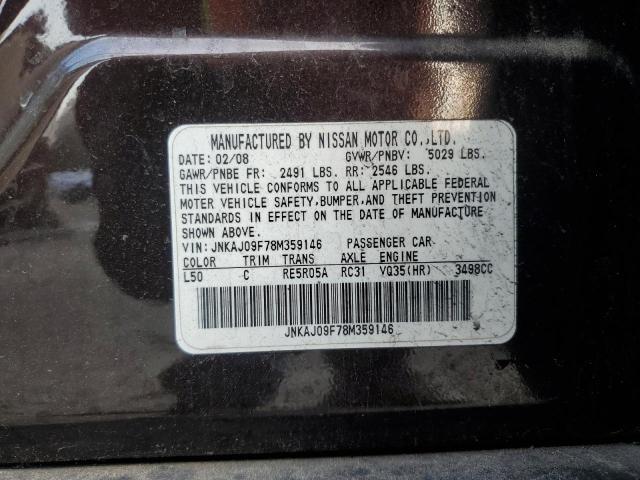 MANUFACTURED BY NISSAN MOTOR CO.,LTD.
DATE: 02/08 GVWR/PNBV: 5029 LBS.
GAWR/PNBE FR: 2491 LBS. RR: 2546 LBS.
THIS VEHICLE CONFORMS TO ALL APPLICABLE FEDERAL
MOTER VEHICLE SAFETY,BUMPER,AND THEFT PREVENTION
STANDARDS IN EFFECT ON THE DATE OF MANUFACTURE
SHOWN ABOVE.
VIN: JNKAJ09F78M359146 PASSENGER CAR
COLOR TRIM TRANS AXLE ENGINE
L50 C RE5R05A RC31 VQ35(HR) 3498CC
JNKAJ09F78M359146